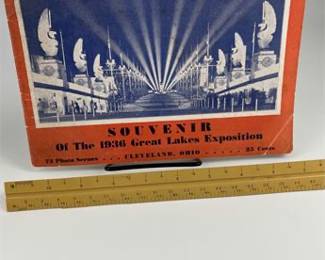 SOUVENIR
Of The 1936 Great Lakes Exposition
72 Photo Scenes . . . CLEVELAND, OHIO . . . . . 25 Cents